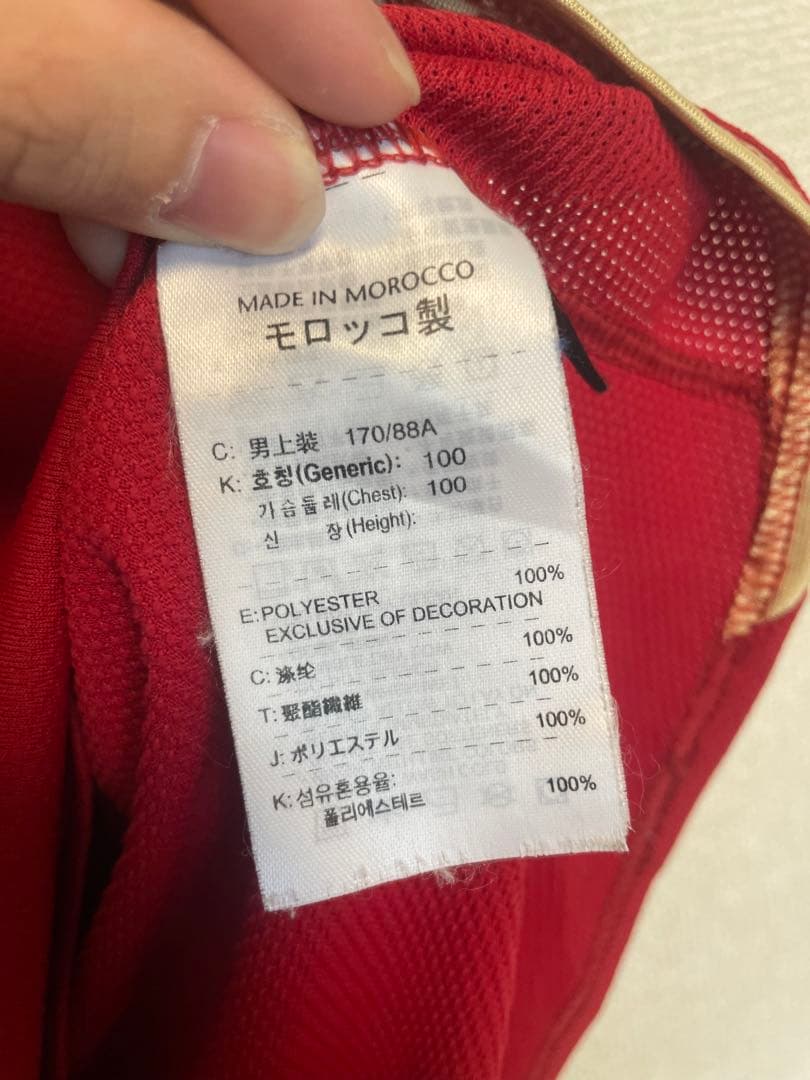 MADE IN MOROCCO
モロッコ製
C: 男上装 170/88A
K: 호칭(Generic): 100
가슴둘레(Chest): 100
신 장(Height):
E:POLYESTER 100%
EXCLUSIVE OF DECORATION
C: 涤纶 100%
T: 聚酯纖維 100%
J: ポリエステル 100%
K: 섬유혼용율:
폴리에스테르 100%